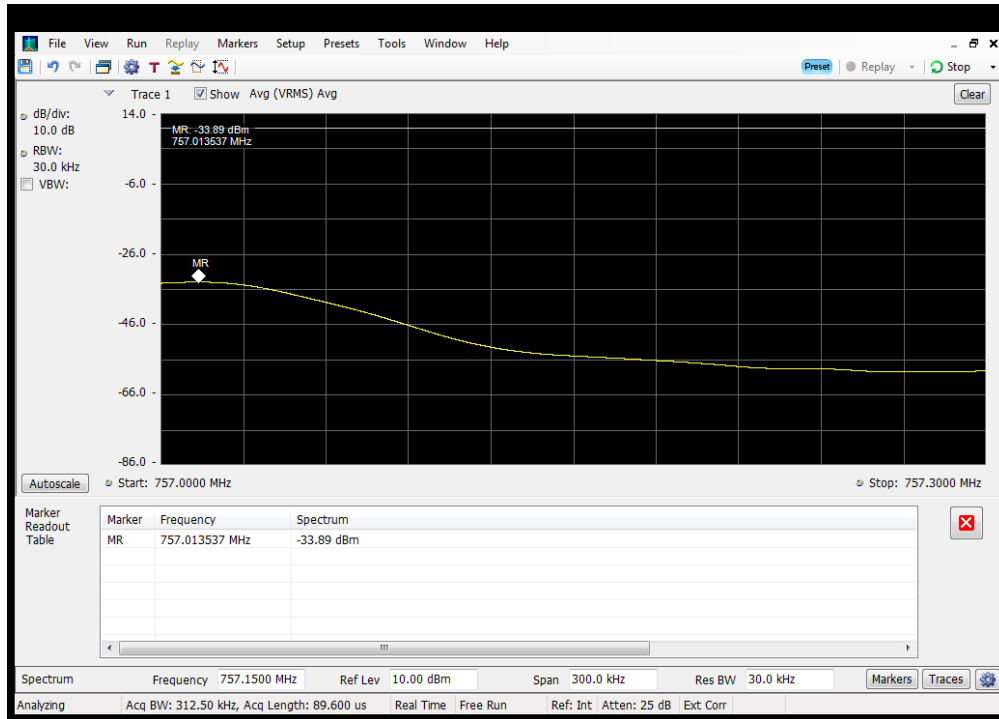 File View Run Replay Markers Setup Presets Tools Window Help
T Preset Replay Stop
Trace 1 Show Avg (VRMS) Avg Clear
dB/div:
10.0 dB
RBW:
30.0 kHz
VBW:
14.0
-6.0
-26.0
-46.0
-66.0
-86.0
MR: -33.89 dBm
757.013537 MHz
MR
Autoscale Start: 757.0000 MHz Stop: 757.3000 MHz
Marker
Readout
Table
Marker Frequency Spectrum
MR 757.013537 MHz -33.89 dBm
Spectrum Frequency 757.1500 MHz Ref Lev 10.00 dBm Span 300.0 kHz Res BW 30.0 kHz Markers Traces
Analyzing Acq BW: 312.50 kHz, Acq Length: 89.600 us Real Time Free Run Ref: Int Atten: 25 dB Ext Corr